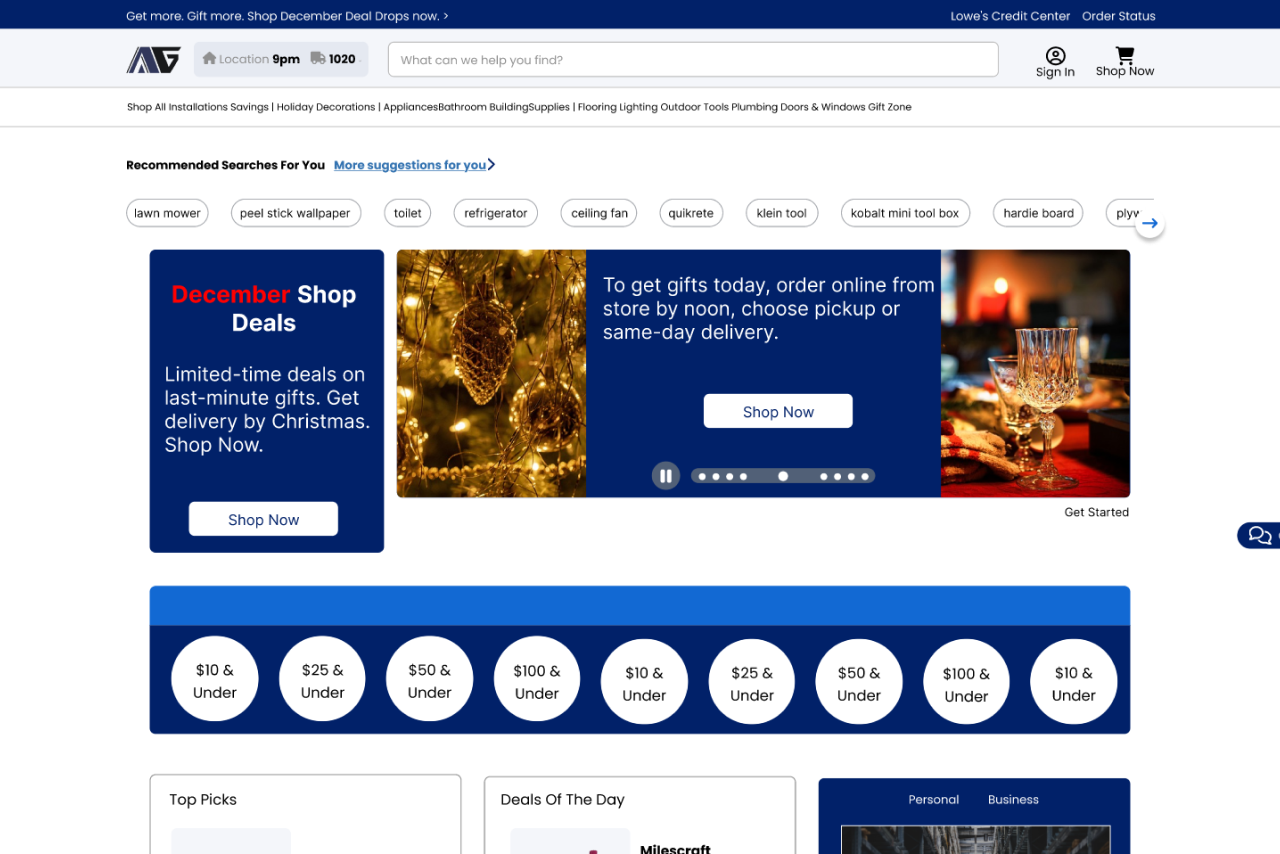 Get more. Gift more. Shop December Deal Drops now. >
Lowe's Credit Center Order Status
Location 9pm 1020
What can we help you find?
Sign In
Shop Now
Shop All Installations Savings | Holiday Decorations | AppliancesBathroom BuildingSupplies | Flooring Lighting Outdoor Tools Plumbing Doors & Windows Gift Zone
Recommended Searches For You More suggestions for you
lawn mower
peel stick wallpaper
toilet
refrigerator
ceiling fan
quikrete
klein tool
kobalt mini tool box
hardie board
December Shop
Deals
Limited-time deals on
last-minute gifts. Get
delivery by Christmas.
Shop Now.
Shop Now
To get gifts today, order online from
store by noon, choose pickup or
same-day delivery.
Shop Now
Get Started
$10 &
Under
$25 &
Under
$50 &
Under
$100 &
Under
$10 &
Under
$25 &
Under
$50 &
Under
$100 &
Under
$10 &
Under
Top Picks
Deals Of The Day
Milescraft
Personal Business